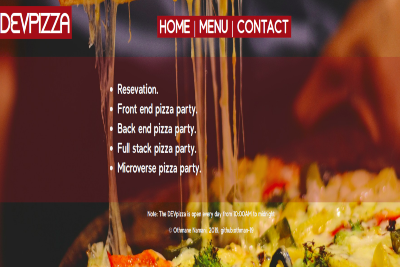 DEVPIZZA
HOME | MENU | CONTACT
Resevation.
Front end pizza party.
Back end pizza party.
Full stack pizza party.
Microverse pizza party.
Note: The DEVpizza is open every day from 10:00AM to midnight
© Othmane Namani, 2019,